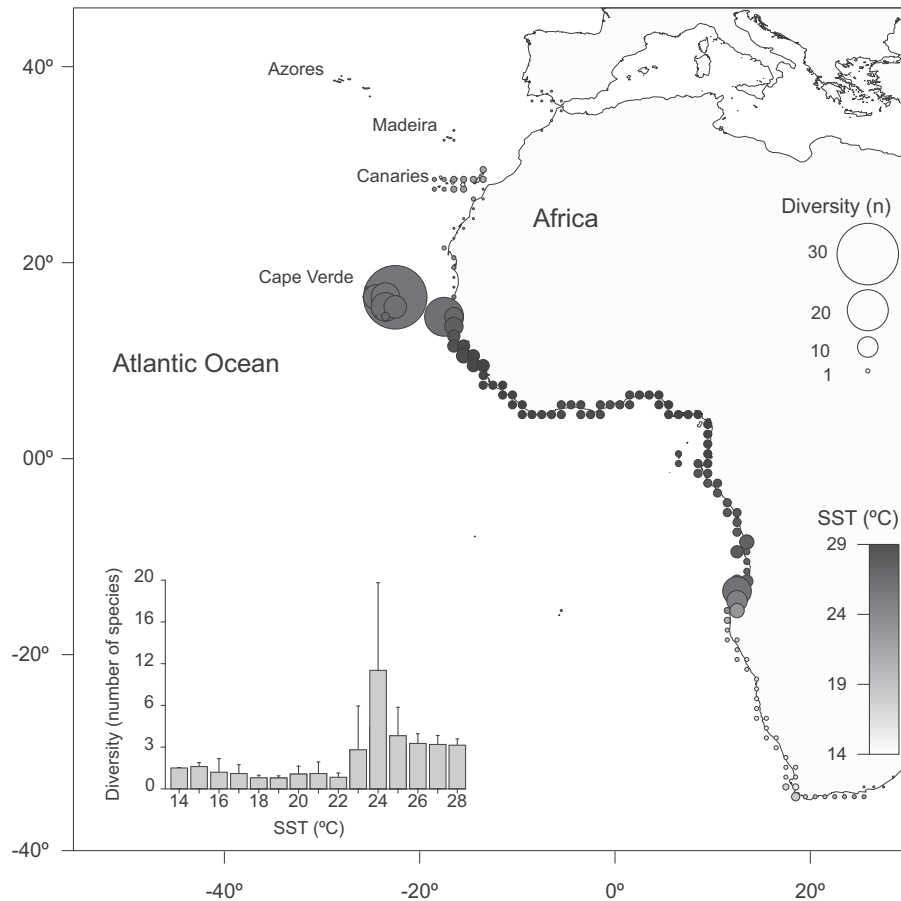 40º
20º
00º
-20º
-40º
-40º
-20º
0º
20º
Azores
Madeira
Canaries
Cape Verde
Africa
Atlantic Ocean
Diversity (n)
30
20
10
1
SST (ºC)
29
24
19
14
Diversity (number of species)
20
16
12
6
3
0
14 16 18 20 22 24 26 28
SST (ºC)